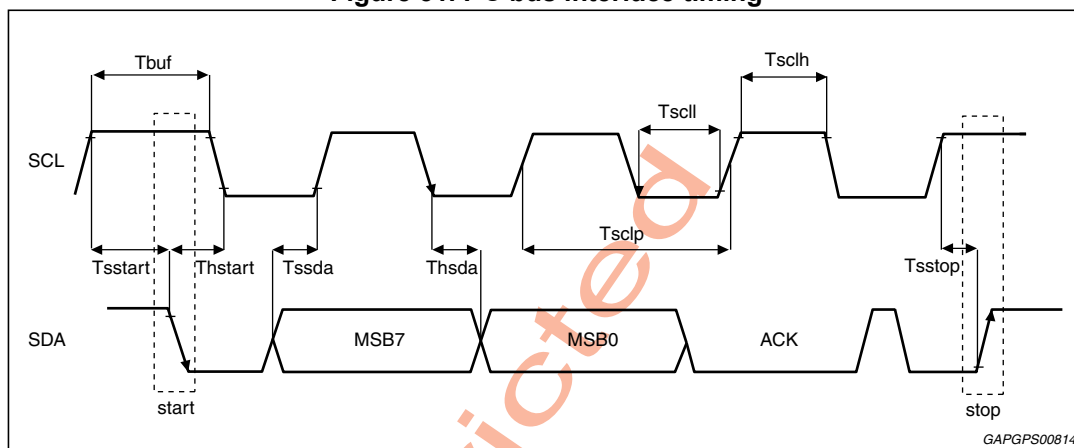 Tbuf
Tsclh
Tscll
SCL
Tsclp
Tsstart
Thstart
Tssda
Thsda
Tsstop
SDA
MSB7
MSB0
ACK
start
stop
GAPGPS00814